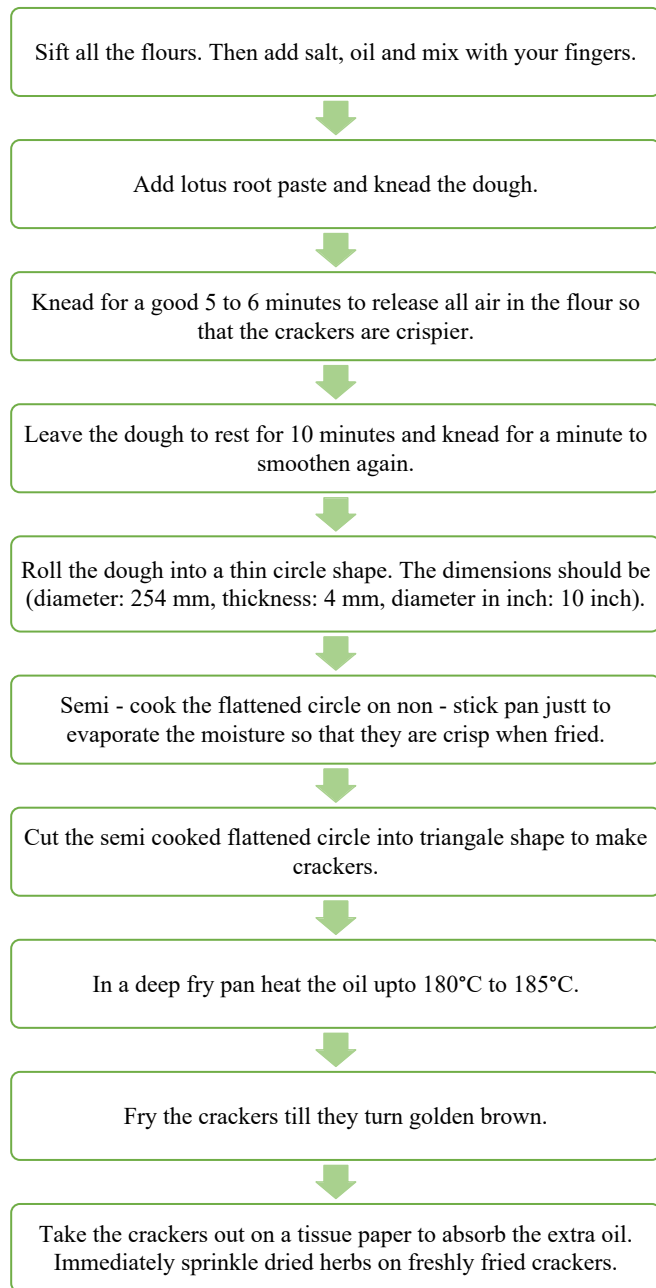 Sift all the flours. Then add salt, oil and mix with your fingers.
Add lotus root paste and knead the dough.
Knead for a good 5 to 6 minutes to release all air in the flour so
that the crackers are crispier.
Leave the dough to rest for 10 minutes and knead for a minute to
smoothen again.
Roll the dough into a thin circle shape. The dimensions should be
(diameter: 254 mm, thickness: 4 mm, diameter in inch: 10 inch).
Semi - cook the flattened circle on non - stick pan justt to
evaporate the moisture so that they are crisp when fried.
Cut the semi cooked flattened circle into triangale shape to make
crackers.
In a deep fry pan heat the oil upto 180°C to 185°C.
Fry the crackers till they turn golden brown.
Take the crackers out on a tissue paper to absorb the extra oil.
Immediately sprinkle dried herbs on freshly fried crackers.